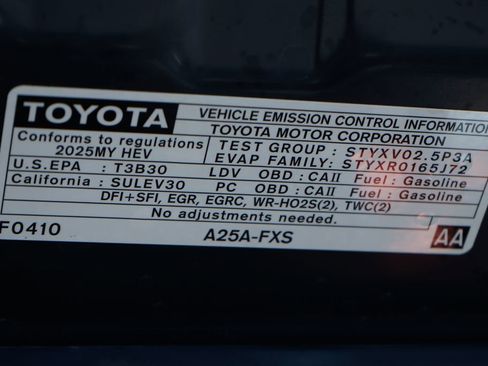 TOYOTA
VEHICLE EMISSION CONTROL INFORMATION
TOYOTA MOTOR CORPORATION
Conforms to regulations
2025MY HEV
TEST GROUP : STYXV02.5P3A
EVAP FAMILY: STYXR0165J72
U.S.EPA : T3B30 LDV OBD : CAII Fuel : Gasoline
California : SULEV30 PC OBD : CAII Fuel : Gasoline
DFI+SFI, EGR, EGRC, WR-HO2S(2), TWC(2)
No adjustments needed.
F0410 A25A-FXS AA